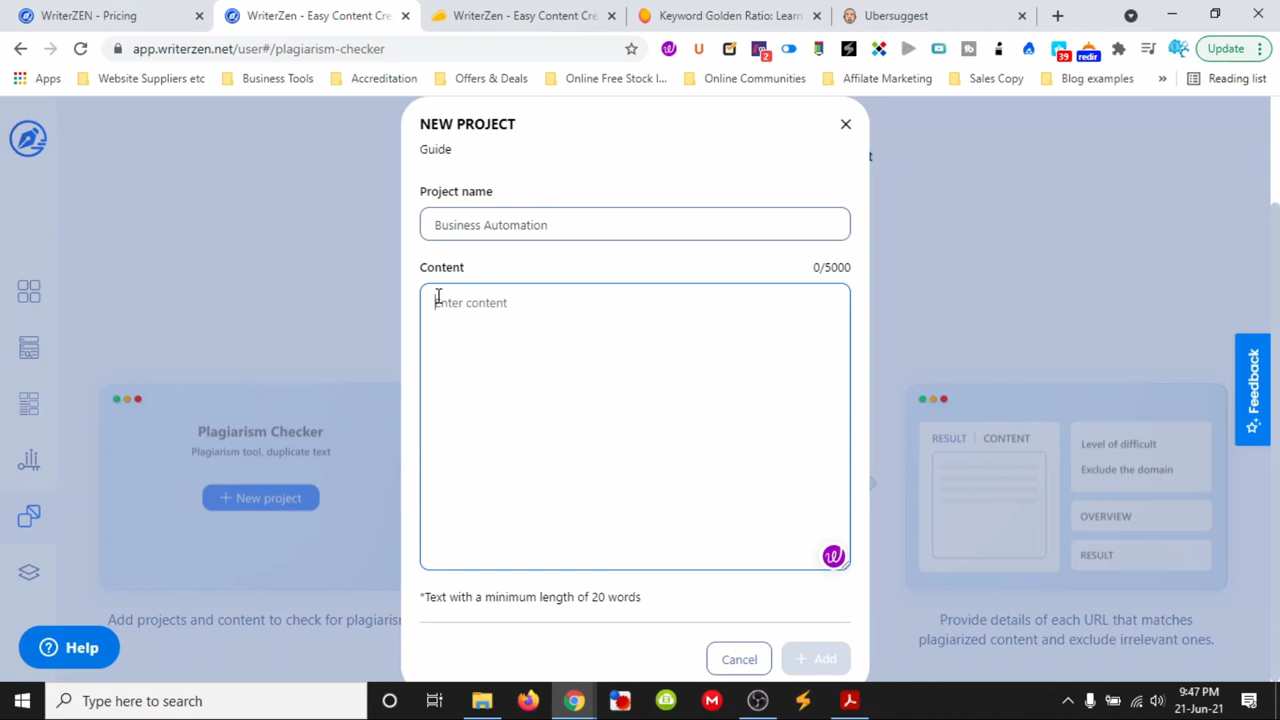 WriterZEN - Pricing
WriterZen - Easy Content Cre
WriterZen - Easy Content Cre
Keyword Golden Ratio: Learn
Ubersuggest
app.writerzen.net/user#/plagiarism-checker
2
39
redir
Update
Apps
Website Suppliers etc
Business Tools
Accreditation
Offers & Deals
Online Free Stock I...
Online Communities
Affilate Marketing
Sales Copy
Blog examples
»
Reading list
NEW PROJECT
Guide
Project name
Business Automation
Content
0/5000
Enter content
*Text with a minimum length of 20 words
Cancel
+ Add
Plagiarism Checker
Plagiarism tool, duplicate text
+ New project
Add projects and content to check for plagiarism
RESULT
CONTENT
Level of difficult
Exclude the domain
OVERVIEW
RESULT
Provide details of each URL that matches
plagiarized content and exclude irrelevant ones.
Feedback
Help
Type here to search
9:47 PM
21-Jun-21